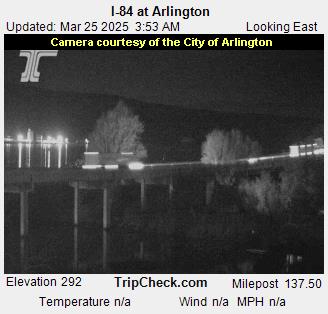 I-84 at Arlington
Updated: Mar 25 2025 3:53 AM Looking East
Camera courtesy of the City of Arlington
Elevation 292 TripCheck.com Milepost 137.50
Temperature n/a Wind n/a MPH n/a